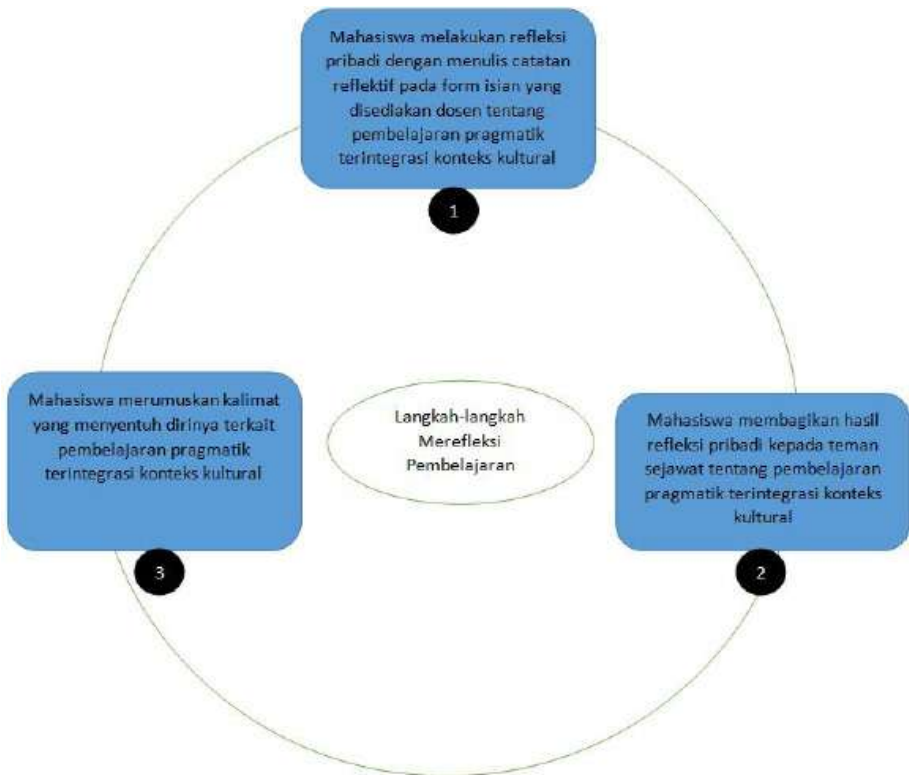 Mahasiswa melakukan refleksi
pribadi dengan menulis catatan
reflektif pada form isian yang
disediakan dosen tentang
pembelajaran pragmatik
terintegrasi konteks kultural
1
Langkah-langkah
Merefleksi
Pembelajaran
Mahasiswa membagikan hasil
refleksi pribadi kepada teman
sejawat tentang pembelajaran
pragmatik terintegrasi konteks
kultural
2
Mahasiswa merumuskan kalimat
yang menyentuh dirinya terkait
pembelajaran pragmatik
terintegrasi konteks kultural
3